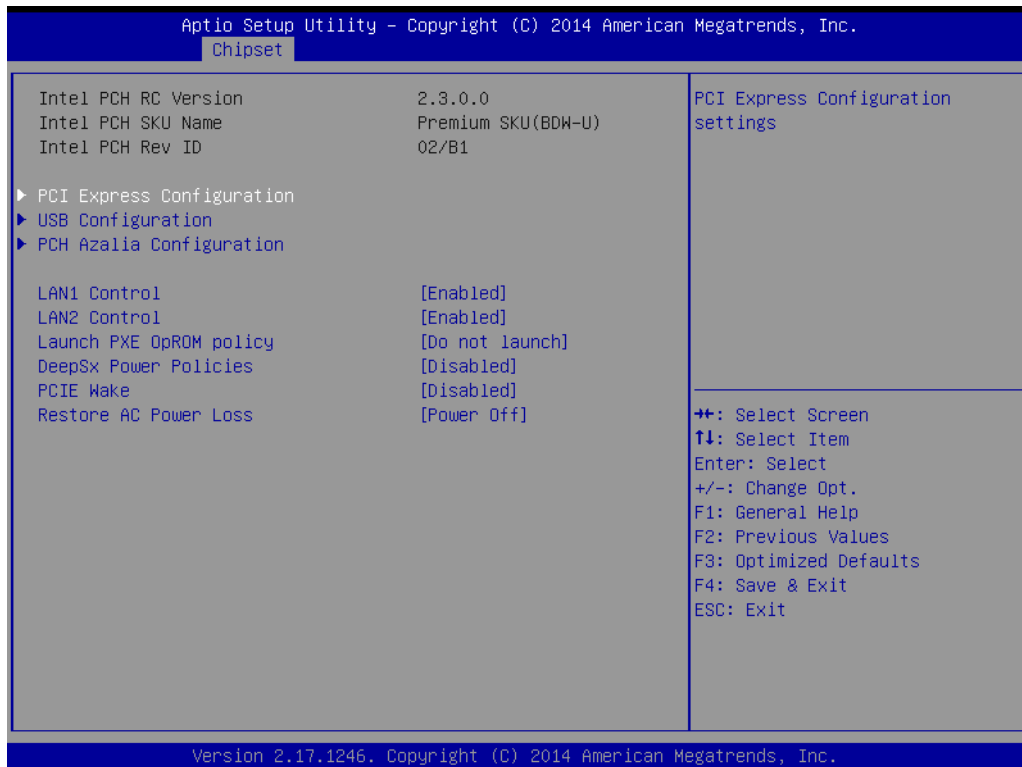 Aptio Setup Utility – Copyright (C) 2014 American Megatrends, Inc.
Chipset
Intel PCH RC Version 2.3.0.0
Intel PCH SKU Name Premium SKU(BDW-U)
Intel PCH Rev ID 02/B1
PCI Express Configuration
USB Configuration
PCH Azalia Configuration
LAN1 Control [Enabled]
LAN2 Control [Enabled]
Launch PXE OpROM policy [Do not launch]
DeepSx Power Policies [Disabled]
PCIE Wake [Disabled]
Restore AC Power Loss [Power Off]
PCI Express Configuration
settings
→←: Select Screen
↑↓: Select Item
Enter: Select
+/-: Change Opt.
F1: General Help
F2: Previous Values
F3: Optimized Defaults
F4: Save & Exit
ESC: Exit
Version 2.17.1246. Copyright (C) 2014 American Megatrends, Inc.